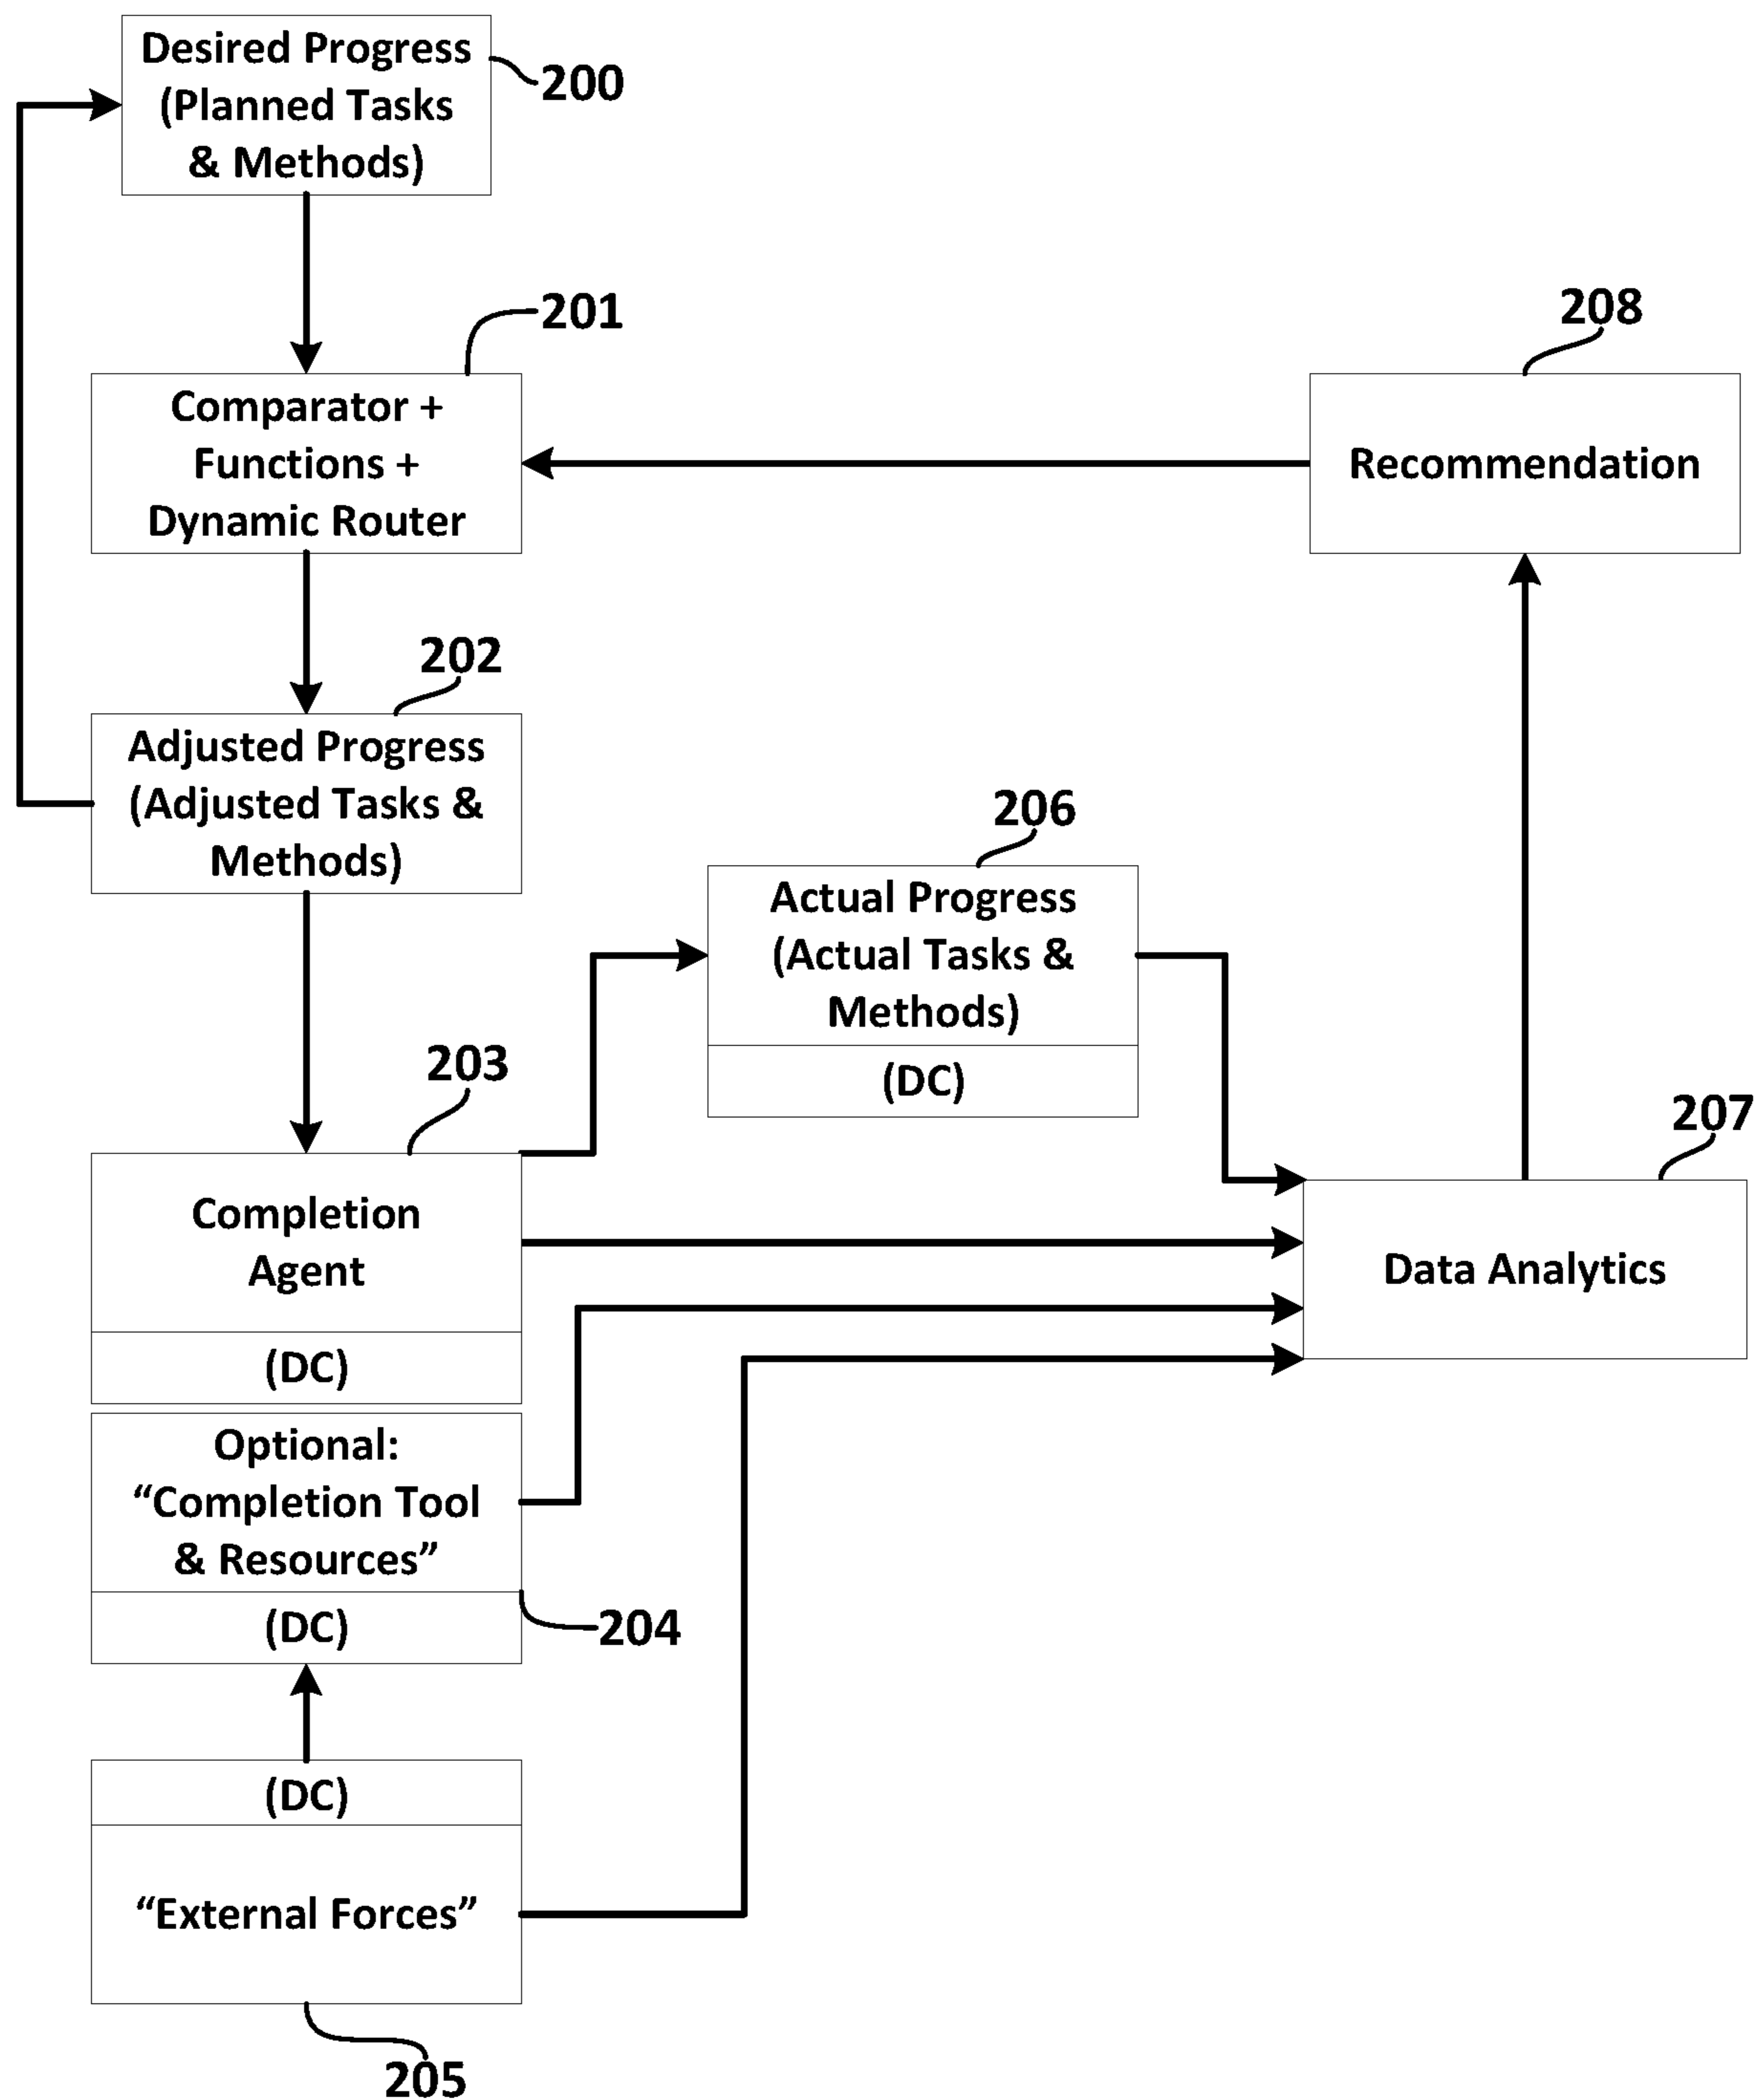 Desired Progress
(Planned Tasks
& Methods)
200
201
Comparator +
Functions +
Dynamic Router
208
Recommendation
202
Adjusted Progress
(Adjusted Tasks &
Methods)
206
Actual Progress
(Actual Tasks &
Methods)
(DC)
203
Completion
Agent
(DC)
207
Data Analytics
Optional:
“Completion Tool
& Resources”
(DC)
204
(DC)
“External Forces”
205